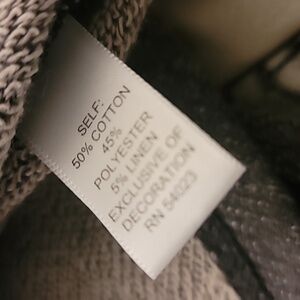 SELF:
50% COTTON
45%
POLYESTER
5% LINEN
EXCLUSIVE OF
DECORATION
RN 54023